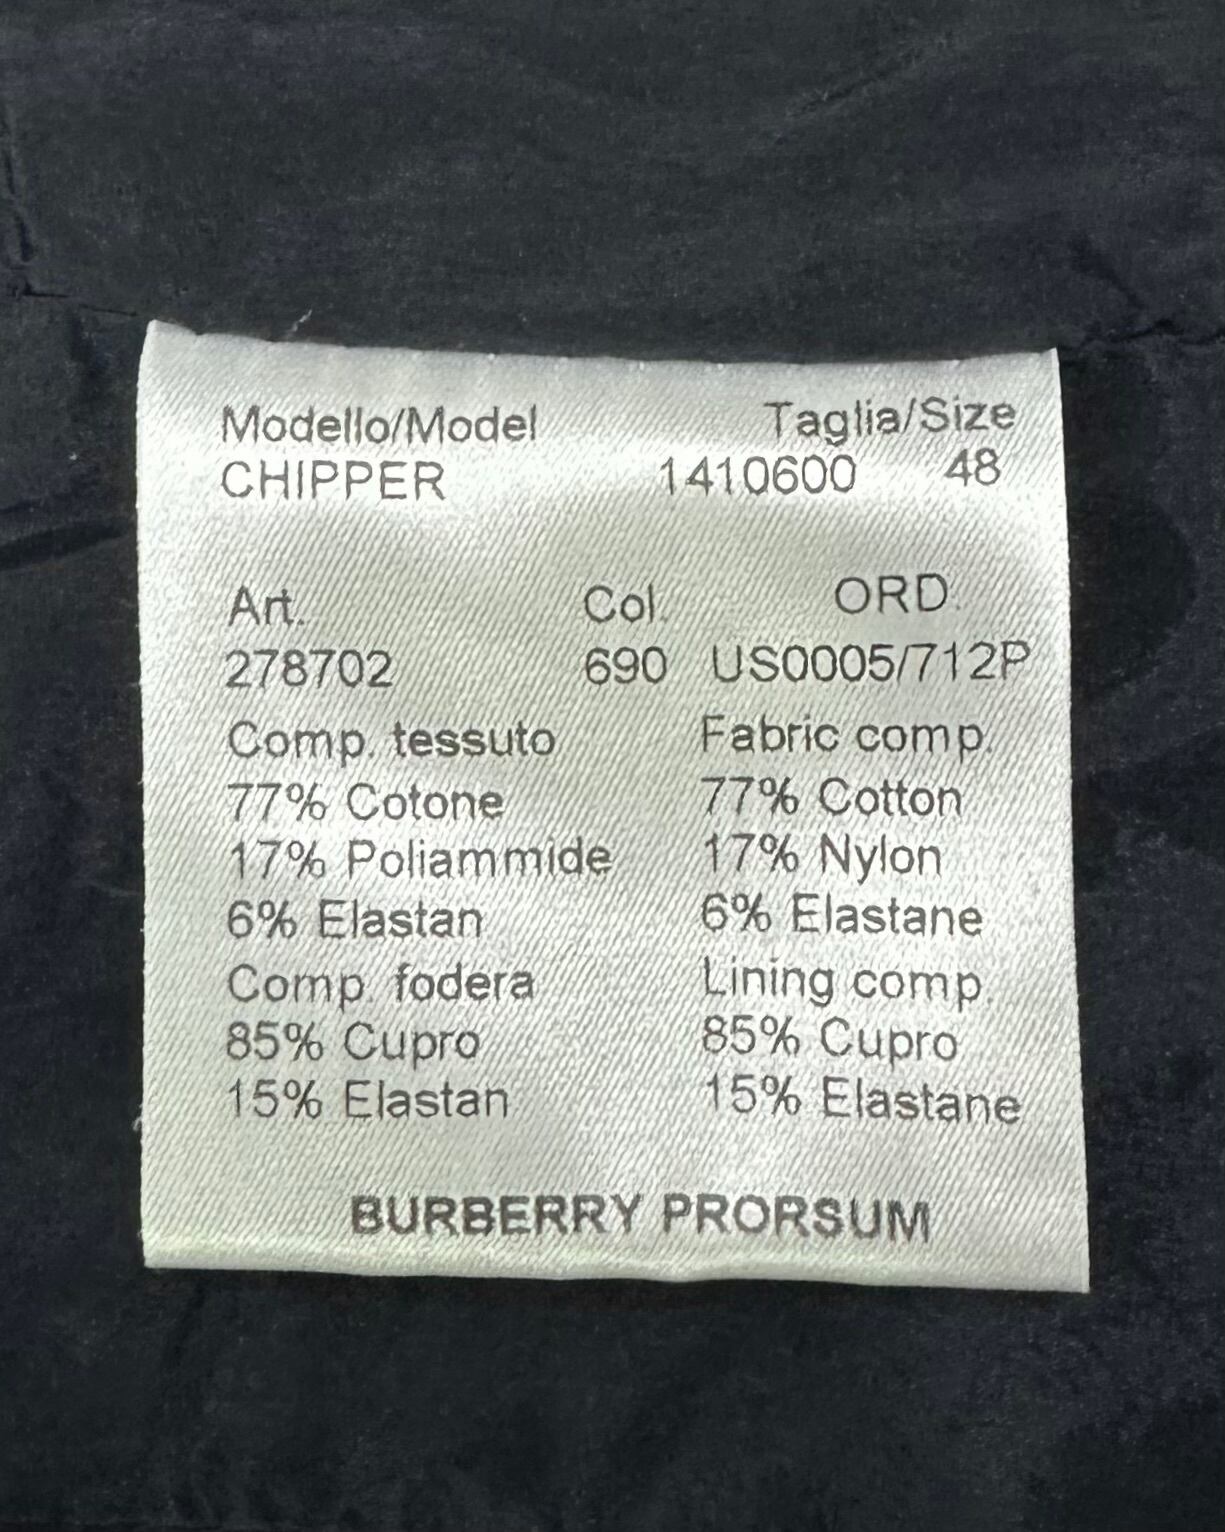 Modello/Model Taglia/Size
CHIPPER 1410600 48
Art. Col. ORD.
278702 690 US0005/712P
Comp. tessuto Fabric comp.
77% Cotone 77% Cotton
17% Poliammide 17% Nylon
6% Elastan 6% Elastane
Comp. fodera Lining comp.
85% Cupro 85% Cupro
15% Elastan 15% Elastane
BURBERRY PRORSUM